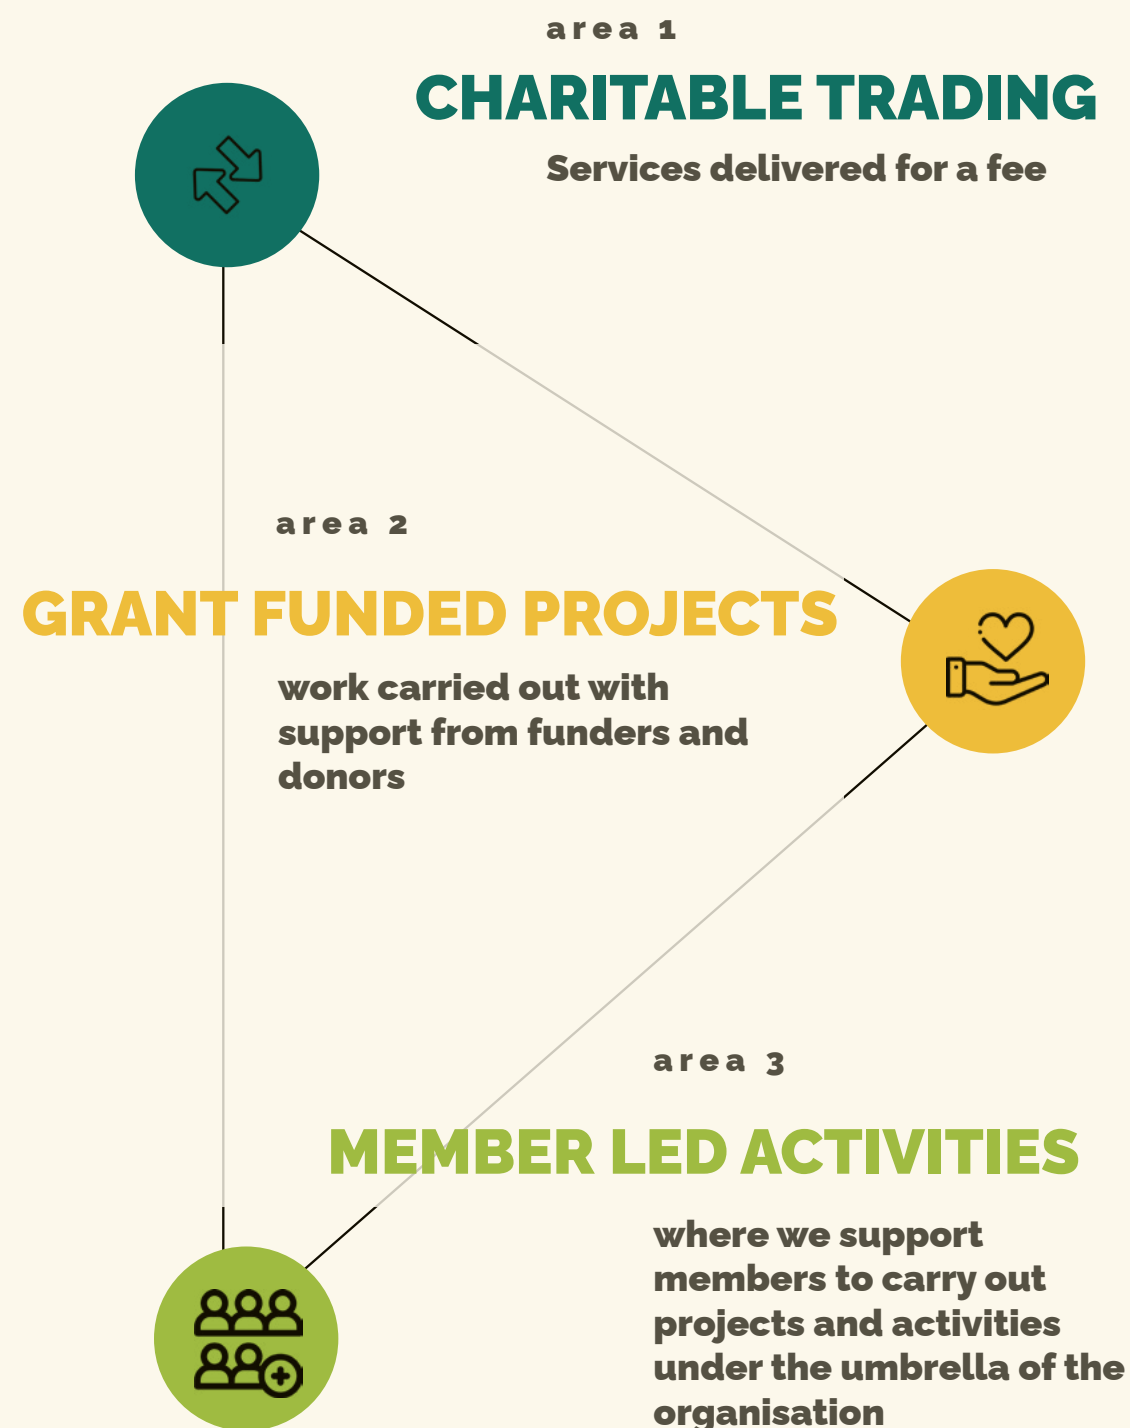 area 1
CHARITABLE TRADING
Services delivered for a fee
area 2
GRANT FUNDED PROJECTS
work carried out with
support from funders and
donors
area 3
MEMBER LED ACTIVITIES
where we support
members to carry out
projects and activities
under the umbrella of the
organisation